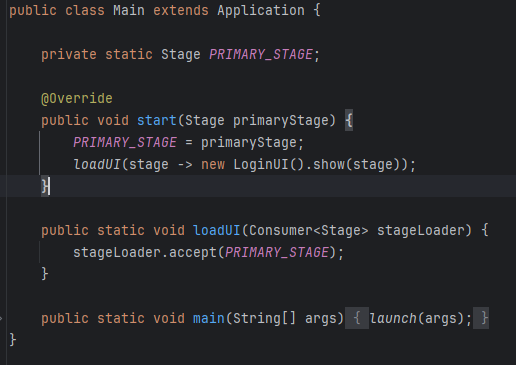 public class Main extends Application {
private static Stage PRIMARY_STAGE;
@Override
public void start(Stage primaryStage) {
PRIMARY_STAGE = primaryStage;
loadUI(stage -> new LoginUI().show(stage));
}
public static void loadUI(Consumer<Stage> stageLoader) {
stageLoader.accept(PRIMARY_STAGE);
}
public static void main(String[] args) { launch(args); }
}